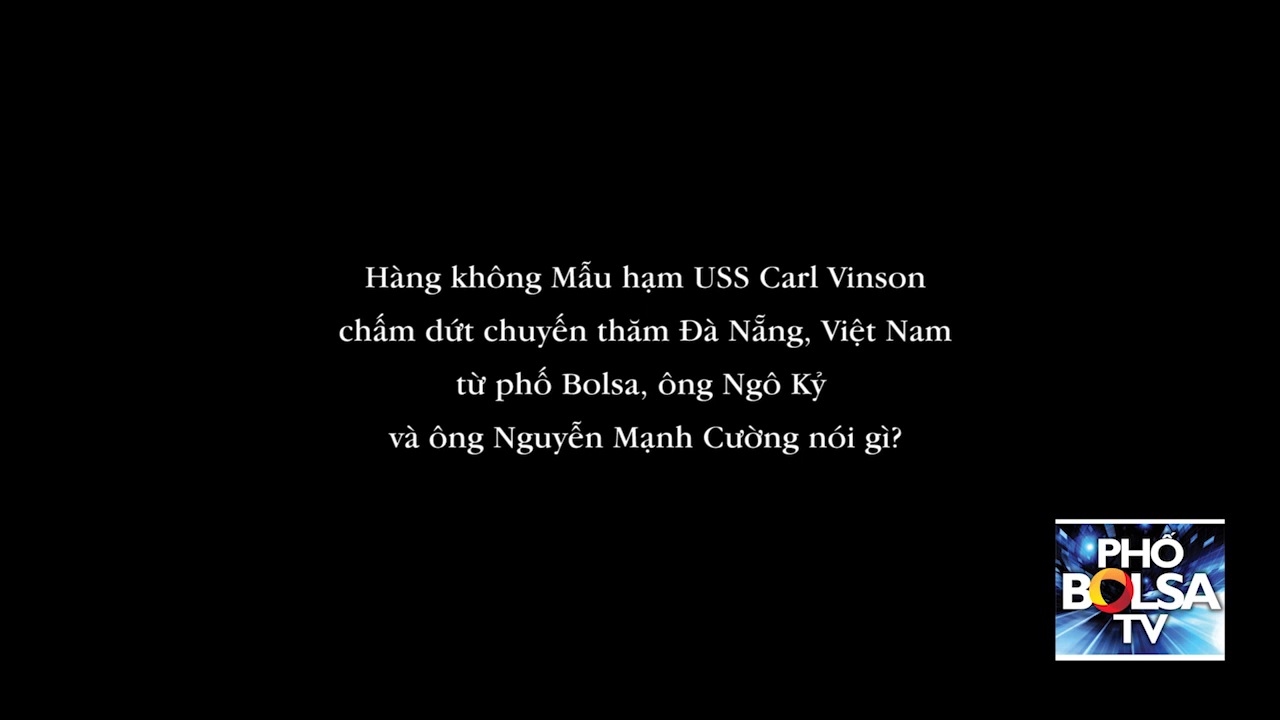 Hàng không Mẫu hạm USS Carl Vinson
chấm dứt chuyến thăm Đà Nẵng, Việt Nam
từ phố Bolsa, ông Ngô Kỷ
và ông Nguyễn Mạnh Cường nói gì?
PHỐ
BOLSA
TV